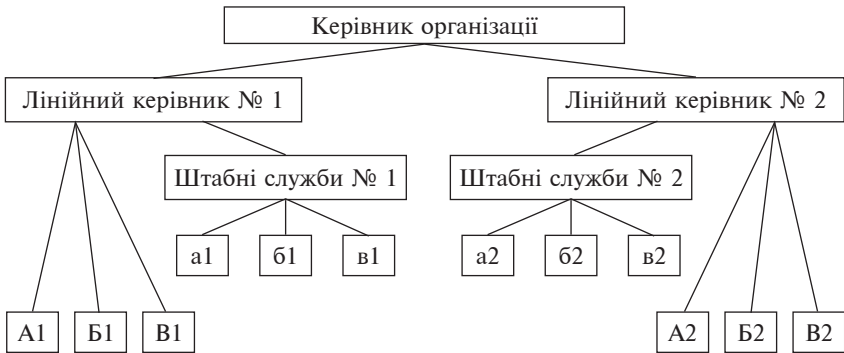 Керівник організації
Лінійний керівник № 1 Лінійний керівник № 2
Штабні служби № 1 Штабні служби № 2
а1 б1 в1 а2 б2 в2
А1 Б1 В1 А2 Б2 В2